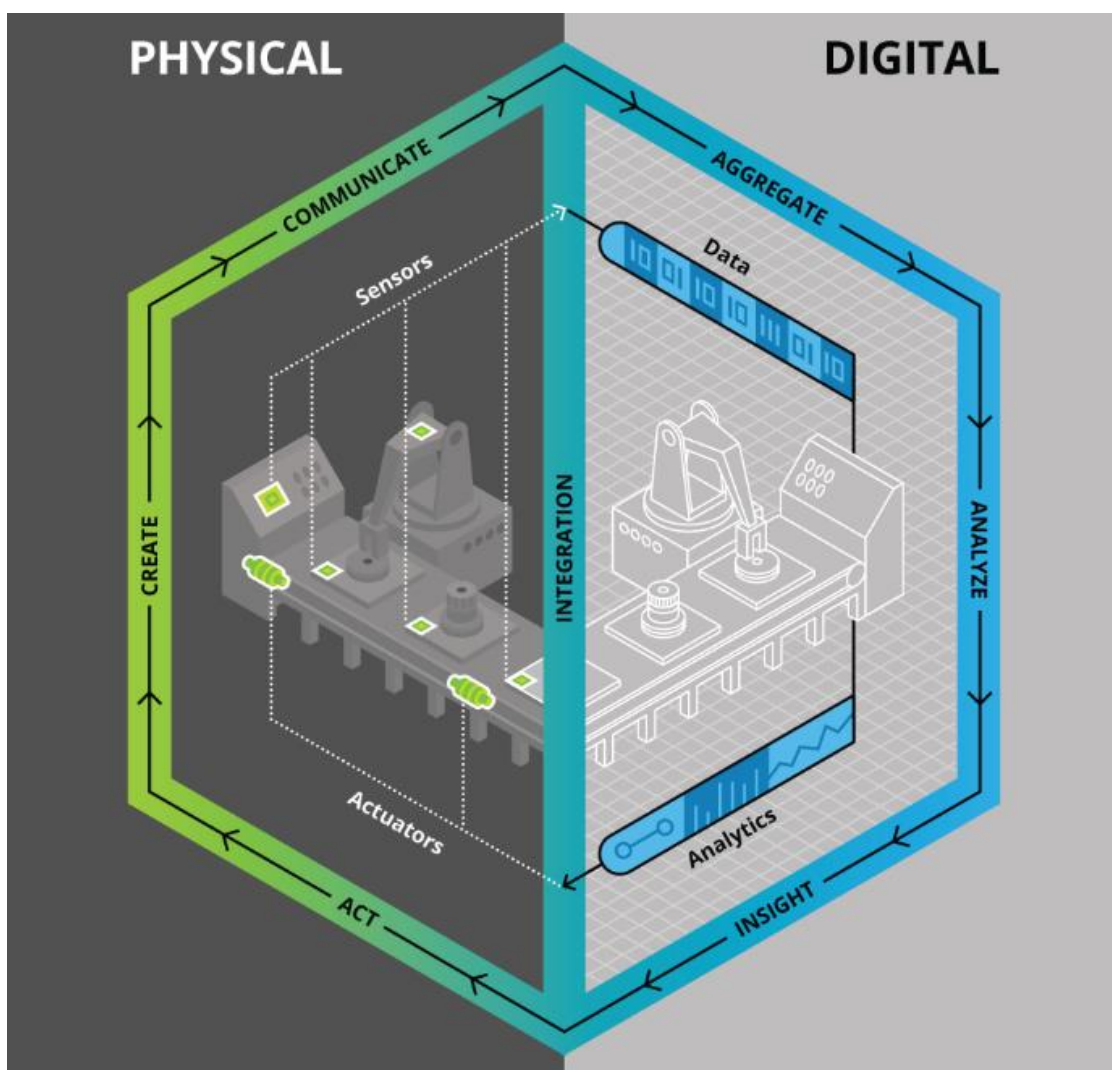 PHYSICAL
DIGITAL
COMMUNICATE
AGGREGATE
Sensors
Data
10 01 10 10 111 01 10
CREATE
INTEGRATION
ANALYZE
Actuators
Analytics
ACT
INSIGHT